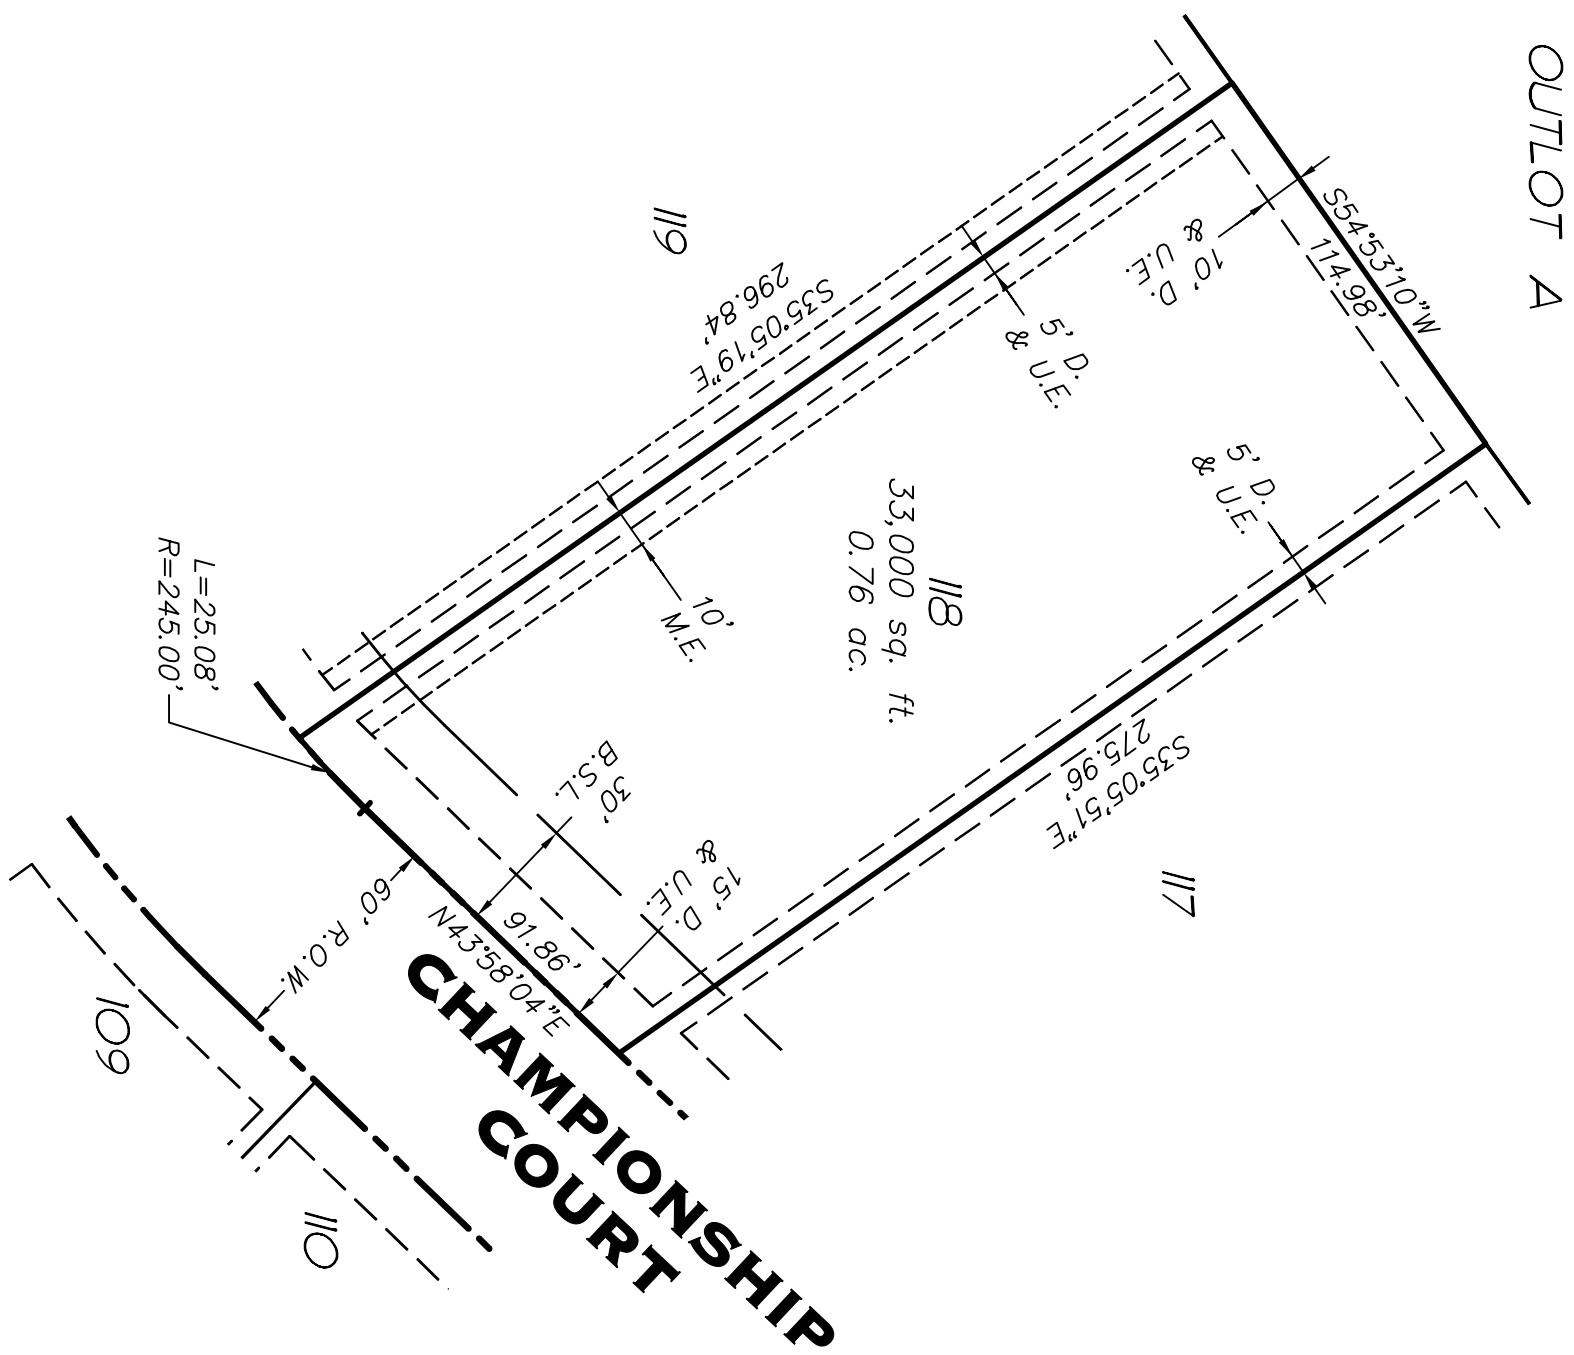 OUTLOT A
S54°53'10"W
114.98'
10' D.
& U.E.
119
S35°05'19"E
296.84'
5' D.
& U.E.
5' D.
& U.E.
118
33,000 sq. ft.
0.76 ac.
10'
M.E.
L=25.08'
R=245.00'
S35°05'51"E
275.96'
30'
B.S.L.
15' D.
& U.E.
117
91.86'
N43°58'04"E
60' R.O.W.
CHAMPIONSHIP
COURT
109
110